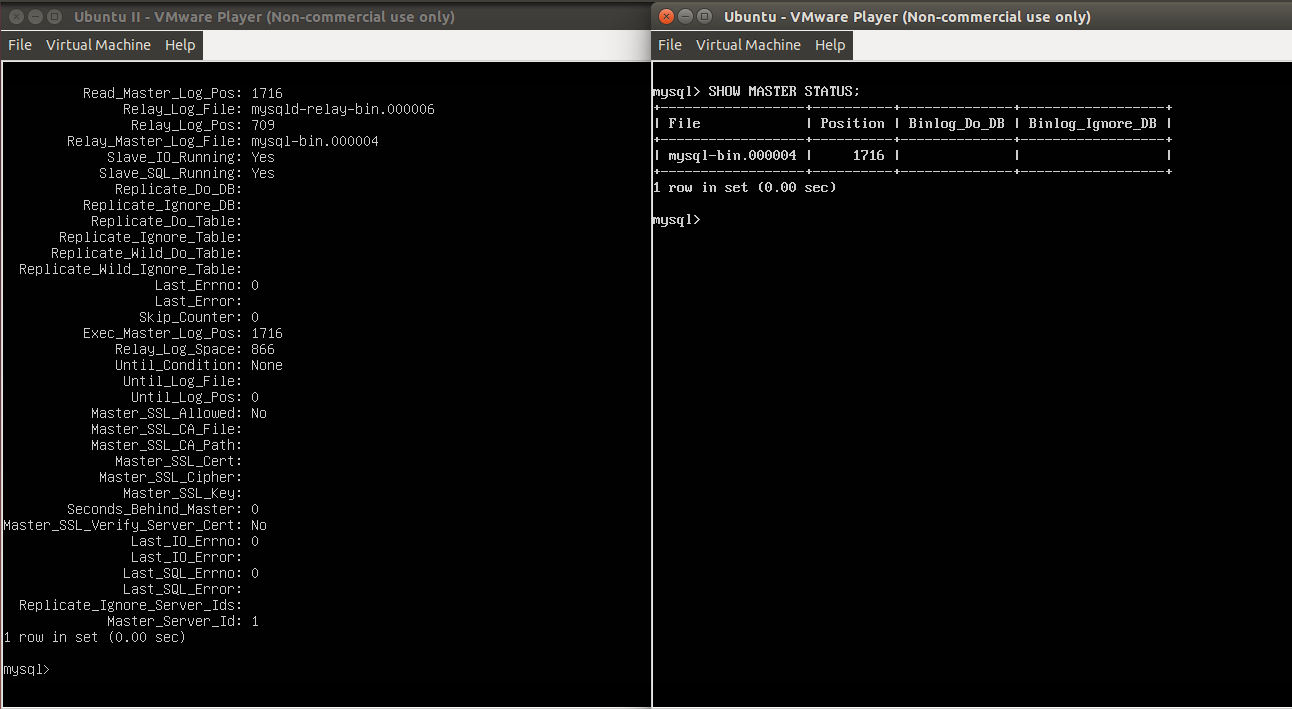 Ubuntu II - VMware Player (Non-commercial use only)
File Virtual Machine Help
Read_Master_Log_Pos: 1716
Relay_Log_File: mysqld-relay-bin.000006
Relay_Log_Pos: 709
Relay_Master_Log_File: mysql-bin.000004
Slave_IO_Running: Yes
Slave_SQL_Running: Yes
Replicate_Do_DB:
Replicate_Ignore_DB:
Replicate_Do_Table:
Replicate_Ignore_Table:
Replicate_Wild_Do_Table:
Replicate_Wild_Ignore_Table:
Last_Errno: 0
Last_Error:
Skip_Counter: 0
Exec_Master_Log_Pos: 1716
Relay_Log_Space: 866
Until_Condition: None
Until_Log_File:
Until_Log_Pos: 0
Master_SSL_Allowed: No
Master_SSL_CA_File:
Master_SSL_CA_Path:
Master_SSL_Cert:
Master_SSL_Cipher:
Master_SSL_Key:
Seconds_Behind_Master: 0
Master_SSL_Verify_Server_Cert: No
Last_IO_Errno: 0
Last_IO_Error:
Last_SQL_Errno: 0
Last_SQL_Error:
Replicate_Ignore_Server_Ids:
Master_Server_Id: 1
1 row in set (0.00 sec)
mysql>
Ubuntu - VMware Player (Non-commercial use only)
File Virtual Machine Help
mysql> SHOW MASTER STATUS;
+------------------+----------+--------------+------------------+
| File | Position | Binlog_Do_DB | Binlog_Ignore_DB |
+------------------+----------+--------------+------------------+
| mysql-bin.000004 | 1716 | | |
+------------------+----------+--------------+------------------+
1 row in set (0.00 sec)
mysql>